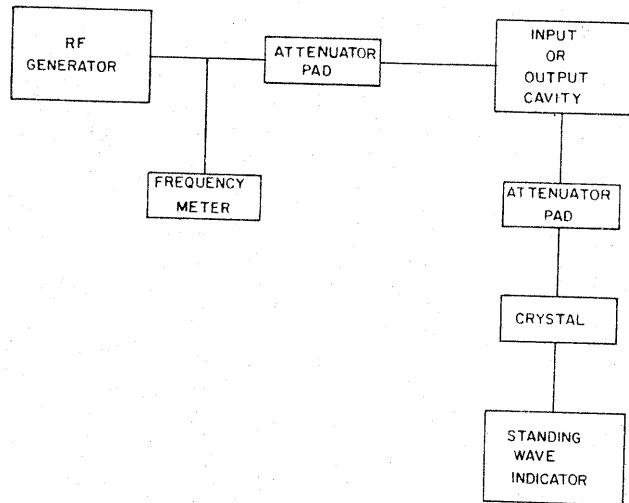 RF
GENERATOR
ATTENUATOR
PAD
INPUT
OR
OUTPUT
CAVITY
FREQUENCY
METER
ATTENUATOR
PAD
CRYSTAL
STANDING
WAVE
INDICATOR